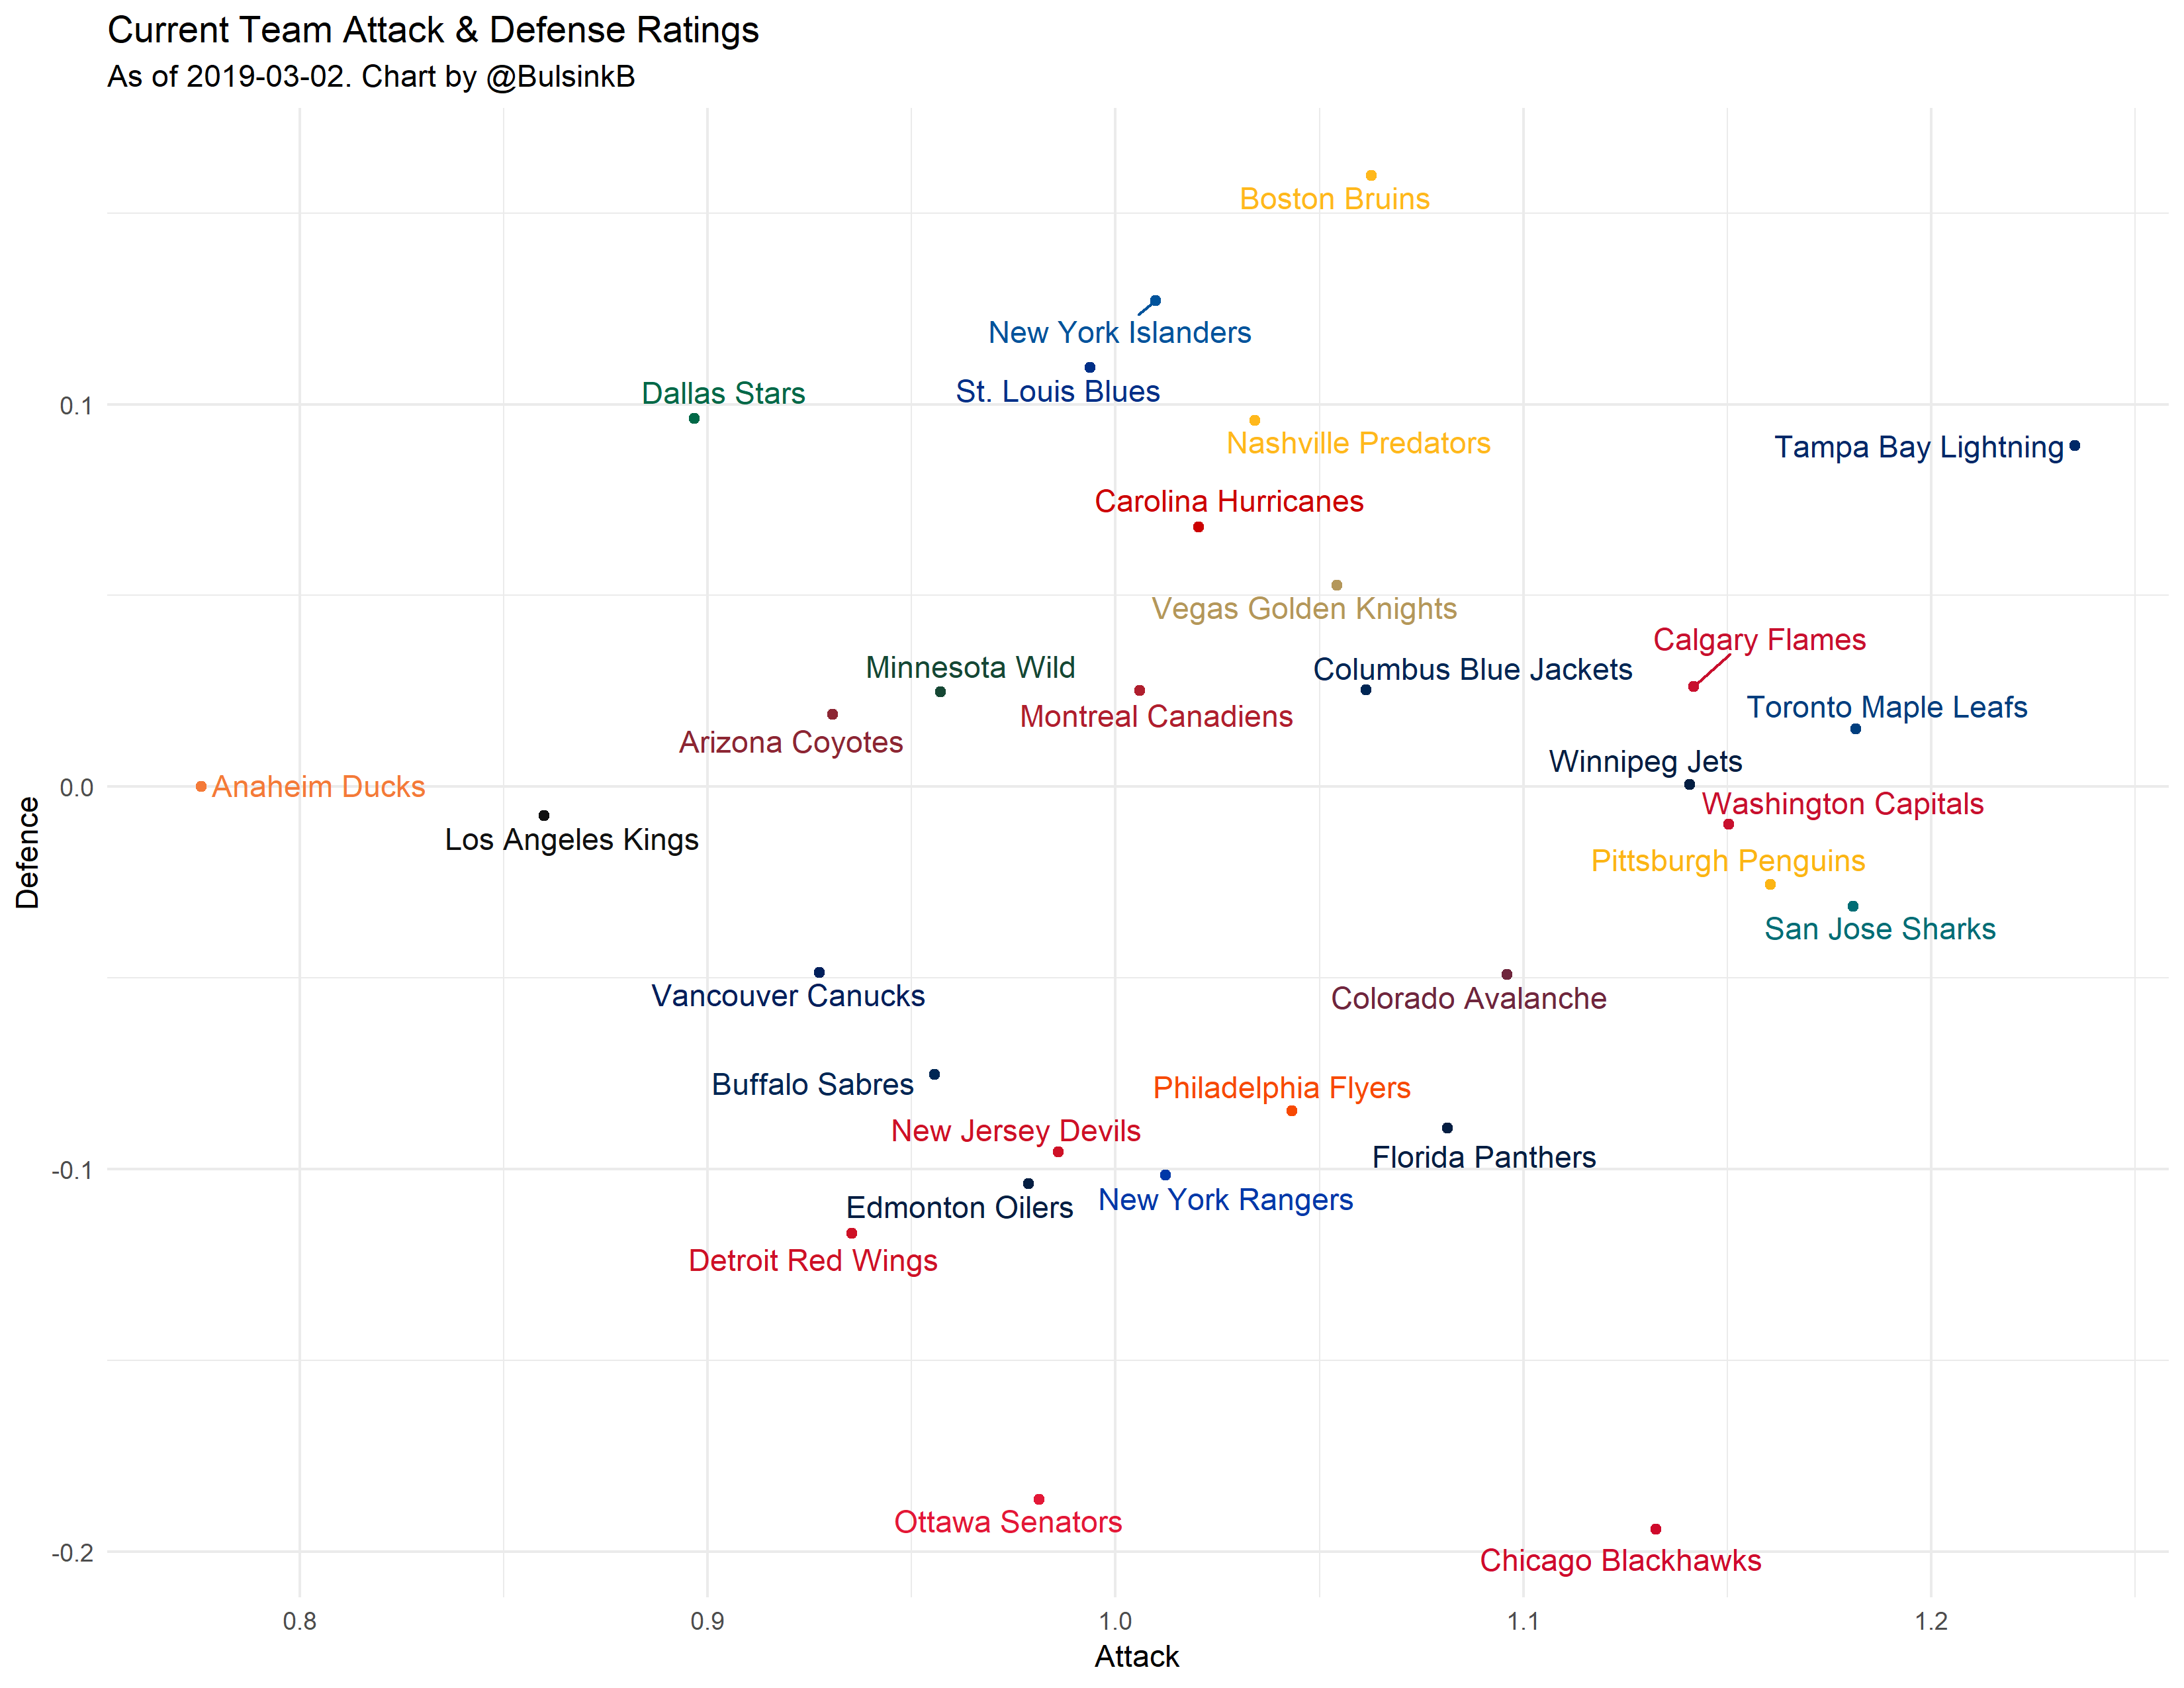 Current Team Attack & Defense Ratings
As of 2019-03-02. Chart by @BulsinkB
Boston Bruins
New York Islanders
St. Louis Blues
Dallas Stars
0.1
Nashville Predators
Tampa Bay Lightning
Carolina Hurricanes
Vegas Golden Knights
Calgary Flames
Minnesota Wild
Columbus Blue Jackets
Montreal Canadiens
Toronto Maple Leafs
Arizona Coyotes
Winnipeg Jets
0.0
Anaheim Ducks
Washington Capitals
Los Angeles Kings
Defence
Pittsburgh Penguins
San Jose Sharks
Vancouver Canucks
Colorado Avalanche
Buffalo Sabres
Philadelphia Flyers
New Jersey Devils
Florida Panthers
-0.1
New York Rangers
Edmonton Oilers
Detroit Red Wings
Ottawa Senators
-0.2
Chicago Blackhawks
0.8
0.9
1.0
1.1
1.2
Attack